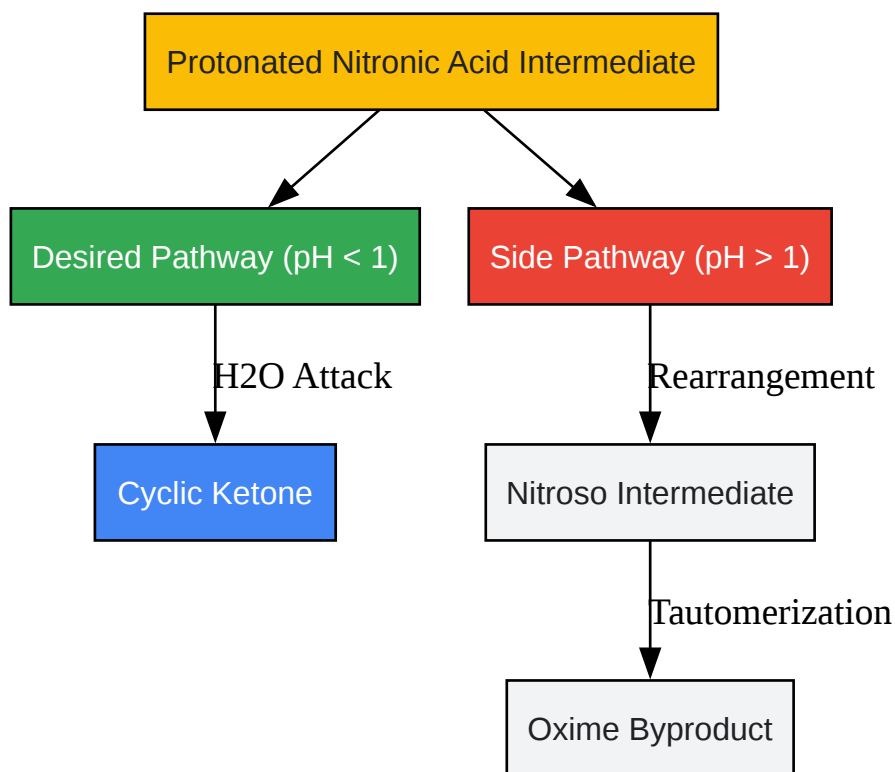 Protonated Nitronic Acid Intermediate
Desired Pathway (pH < 1)
Side Pathway (pH > 1)
H2O Attack
Rearrangement
Cyclic Ketone
Nitroso Intermediate
Tautomerization
Oxime Byproduct